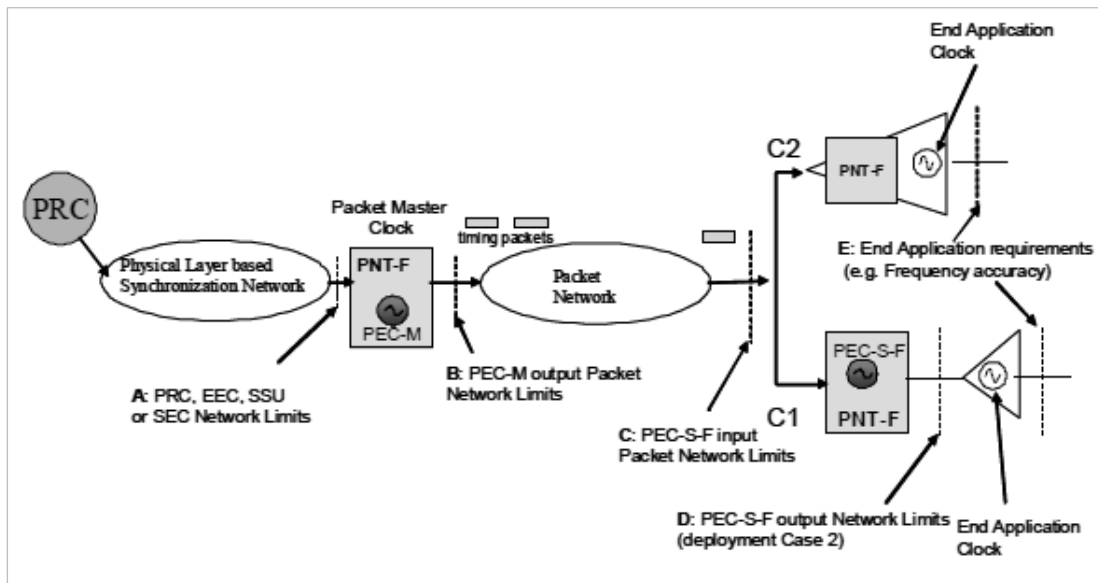 End Application
Clock
C2
PNT-F
PRC
Packet Master
Clock
timing packets
E: End Application requirements
(e.g. Frequency accuracy)
Physical Layer based
Synchronization Network
PNT-F
PEC-M
Packet
Network
PEC-S-F
PNT-F
A: PRC, EEC, SSU
or SEC Network Limits
B: PEC-M output Packet
Network Limits
C1
C: PEC-S-F input
Packet Network Limits
D: PEC-S-F output Network Limits
(deployment Case 2)
End Application
Clock